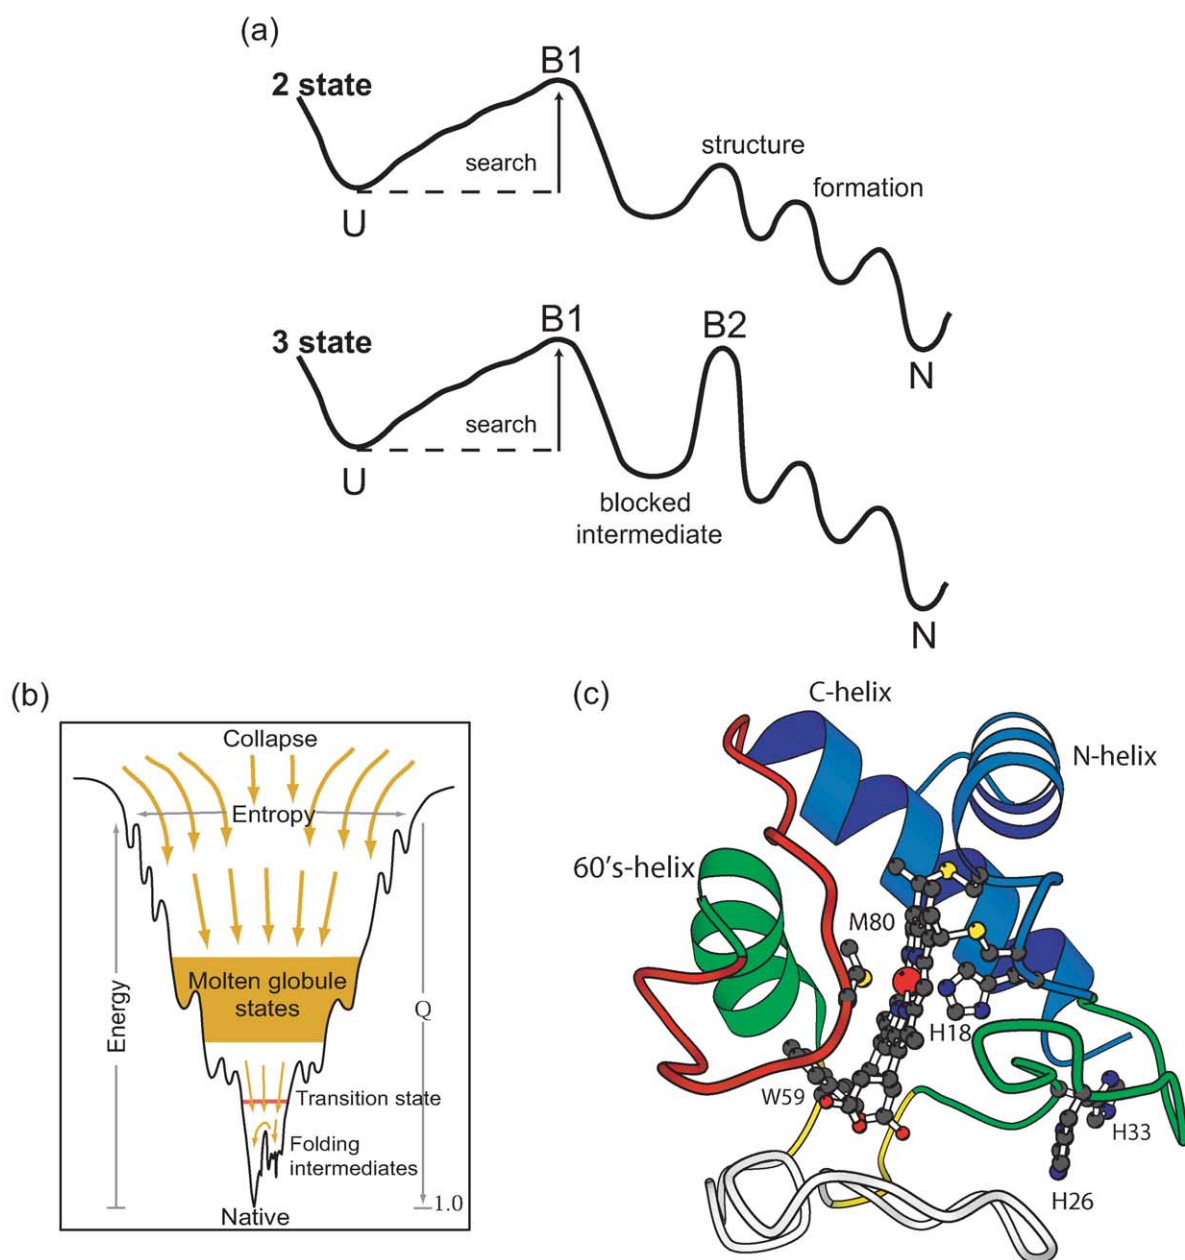 (a)
2 state
B1
search
U
structure
formation
N
3 state
B1
B2
search
U
blocked
intermediate
N
(b)
Collapse
Entropy
Energy
Molten globule
states
Q
Transition state
Folding
intermediates
Native
1.0
(c)
C-helix
N-helix
60's-helix
M80
H18
W59
H33
H26